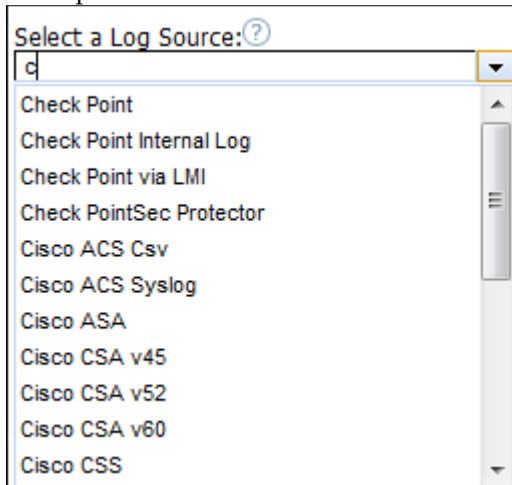 Select a Log Source:?
c
Check Point
Check Point Internal Log
Check Point via LMI
Check PointSec Protector
Cisco ACS Csv
Cisco ACS Syslog
Cisco ASA
Cisco CSA v45
Cisco CSA v52
Cisco CSA v60
Cisco CSS